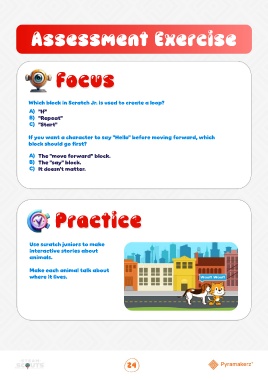 Assessment Exercise
Focus
Which block in Scratch Jr. is used to create a loop?
A) "If"
B) "Repeat"
C) "Start"
If you want a character to say "Hello" before moving forward, which
block should go first?
A) The "move forward" block.
B) The "say" block.
C) It doesn't matter.
Practice
Use scratch juniors to make
interactive stories about
animals.
Make each animal talk about
where it lives.
24
Pyramakerz